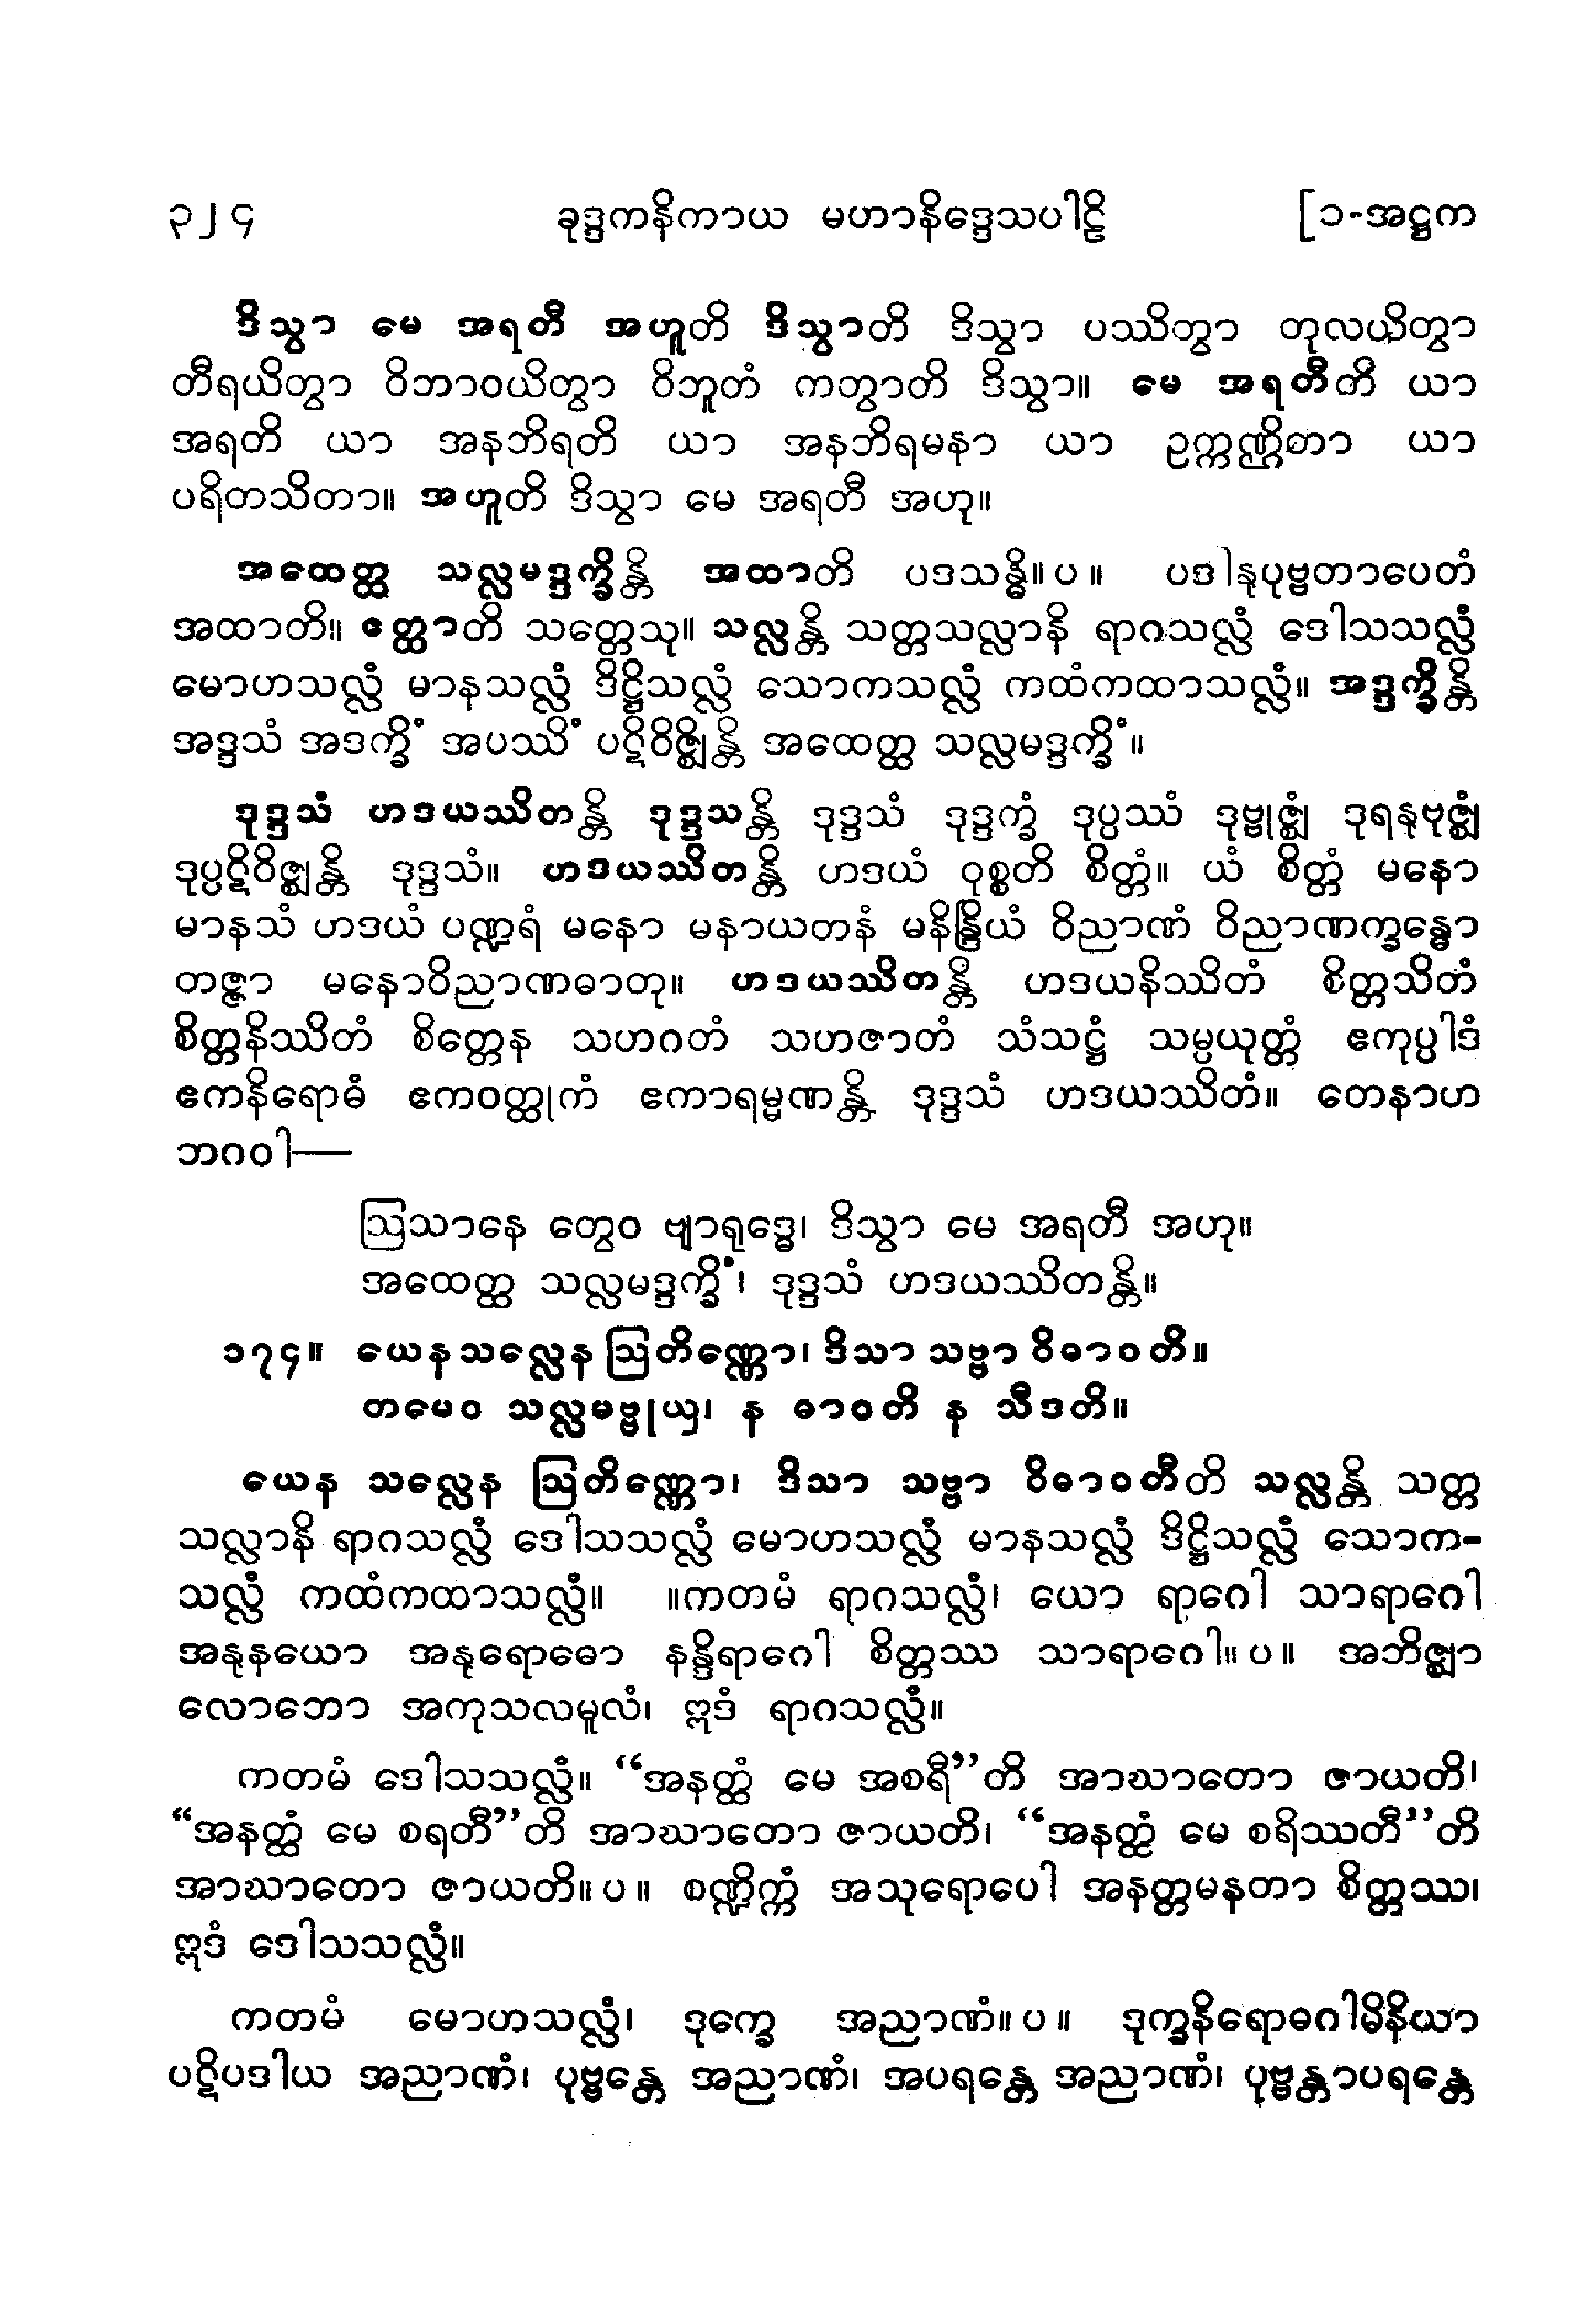 ၃၂၄ ခုဒ္ဒကနိကာယ မဟာနိဒ္ဒေသပါဠိ [၁-အဋ္ဌက
ဒိသွာ မေ အရတီ အဟူတိ ဒိသွာတိ ဒိသွာ ပဿိတွာ တုလယိတွာ
တီရယိတွာ ဝိဘာဝယိတွာ ဝိဘူတံ ကတွာတိ ဒိသွာ။ မေ အရတီတိ ယာ
အရတိ ယာ အနဘိရတိ ယာ အနဘိရမနာ ယာ ဥက္ကဏ္ဌိတာ ယာ
ပရိတသိတာ။ အဟူတိ ဒိသွာ မေ အရတီ အဟု။
အထေတ္ထ သလ္လမဒ္ဒက္ခိန္တိ အထာတိ ပဒသန္ဓိ။ပ။ ပဒါနုပုဗ္ဗတာပေတံ
အထာတိ။ ဧတ္ထာတိ သတ္တေသု။ သလ္လန္တိ သတ္တသလ္လာနိ ရာဂသလ္လံ ဒေါသသလ္လံ
မောဟသလ္လံ မာနသလ္လံ ဒိဋ္ဌိသလ္လံ သောကသလ္လံ ကထံကထာသလ္လံ။ အဒ္ဒက္ခိန္တိ
အဒ္ဒသံ အဒက္ခိံ အပဿိံ ပဋိဝိဇ္ဈိန္တိ အထေတ္ထ သလ္လမဒ္ဒက္ခိံ။
ဒုဒ္ဒသံ ဟဒယဿိတန္တိ ဒုဒ္ဒသန္တိ ဒုဒ္ဒသံ ဒုဒ္ဒက္ခံ ဒုပ္ပဿံ ဒုဗ္ဗုဇ္ဈံ ဒုရနုဗုဇ္ဈံ
ဒုပ္ပဋိဝိဇ္ဈန္တိ ဒုဒ္ဒသံ။ ဟဒယဿိတန္တိ ဟဒယံ ဝုစ္စတိ စိတ္တံ။ ယံ စိတ္တံ မနော
မာနသံ ဟဒယံ ပဏ္ဍရံ မနော မနာယတနံ မနိန္ဒြိယံ ဝိညာဏံ ဝိညာဏက္ခန္ဓော
တဇ္ဇာ မနောဝိညာဏဓာတု။ ဟဒယဿိတန္တိ ဟဒယနိဿိတံ စိတ္တသိတံ
စိတ္တနိဿိတံ စိတ္တေန သဟဂတံ သဟဇာတံ သံသဋ္ဌံ သမ္ပယုတ္တံ ဧကုပ္ပါဒံ
ဧကနိရောဓံ ဧကဝတ္ထုကံ ဧကာရမ္မဏန္တိ ဒုဒ္ဒသံ ဟဒယဿိတံ။ တေနာဟ
ဘဂဝါ—
ဩသာနေ တွေဝ ဗျာရုဒ္ဓေ၊ ဒိသွာ မေ အရတီ အဟု။
အထေတ္ထ သလ္လမဒ္ဒက္ခိံ၊ ဒုဒ္ဒသံ ဟဒယဿိတန္တိ။
၁၇၄။ ယေန သလ္လေန ဩတိဏ္ဏော၊ ဒိသာ သဗ္ဗာ ဝိဓာဝတိ။
တမေဝ သလ္လမဗ္ဗုယှ၊ န ဓာဝတိ န သီဒတိ။
ယေန သလ္လေန ဩတိဏ္ဏော၊ ဒိသာ သဗ္ဗာ ဝိဓာဝတီတိ သလ္လန္တိ သတ္တ
သလ္လာနိ ရာဂသလ္လံ ဒေါသသလ္လံ မောဟသလ္လံ မာနသလ္လံ ဒိဋ္ဌိသလ္လံ သောက-
သလ္လံ ကထံကထာသလ္လံ။ ။ကတမံ ရာဂသလ္လံ၊ ယော ရာဂေါ သာရာဂေါ
အနုနယော အနုရောဓော နန္ဒိရာဂေါ စိတ္တဿ သာရာဂေါ။ပ။ အဘိဇ္ဈာ
လောဘော အကုသလမူလံ၊ ဣဒံ ရာဂသလ္လံ။
ကတမံ ဒေါသသလ္လံ။ “အနတ္ထံ မေ အစရီ”တိ အာဃာတော ဇာယတိ၊
“အနတ္ထံ မေ စရတီ”တိ အာဃာတော ဇာယတိ၊ “အနတ္ထံ မေ စရိဿတီ”တိ
အာဃာတော ဇာယတိ။ပ။ စဏ္ဍိက္ကံ အသုရောပေါ အနတ္တမနတာ စိတ္တဿ၊
ဣဒံ ဒေါသသလ္လံ။
ကတမံ မောဟသလ္လံ၊ ဒုက္ခေ အညာဏံ။ပ။ ဒုက္ခနိရောဓဂါမိနိယာ
ပဋိပဒါယ အညာဏံ၊ ပုဗ္ဗန္တေ အညာဏံ၊ အပရန္တေ အညာဏံ၊ ပုဗ္ဗန္တာပရန္တေ